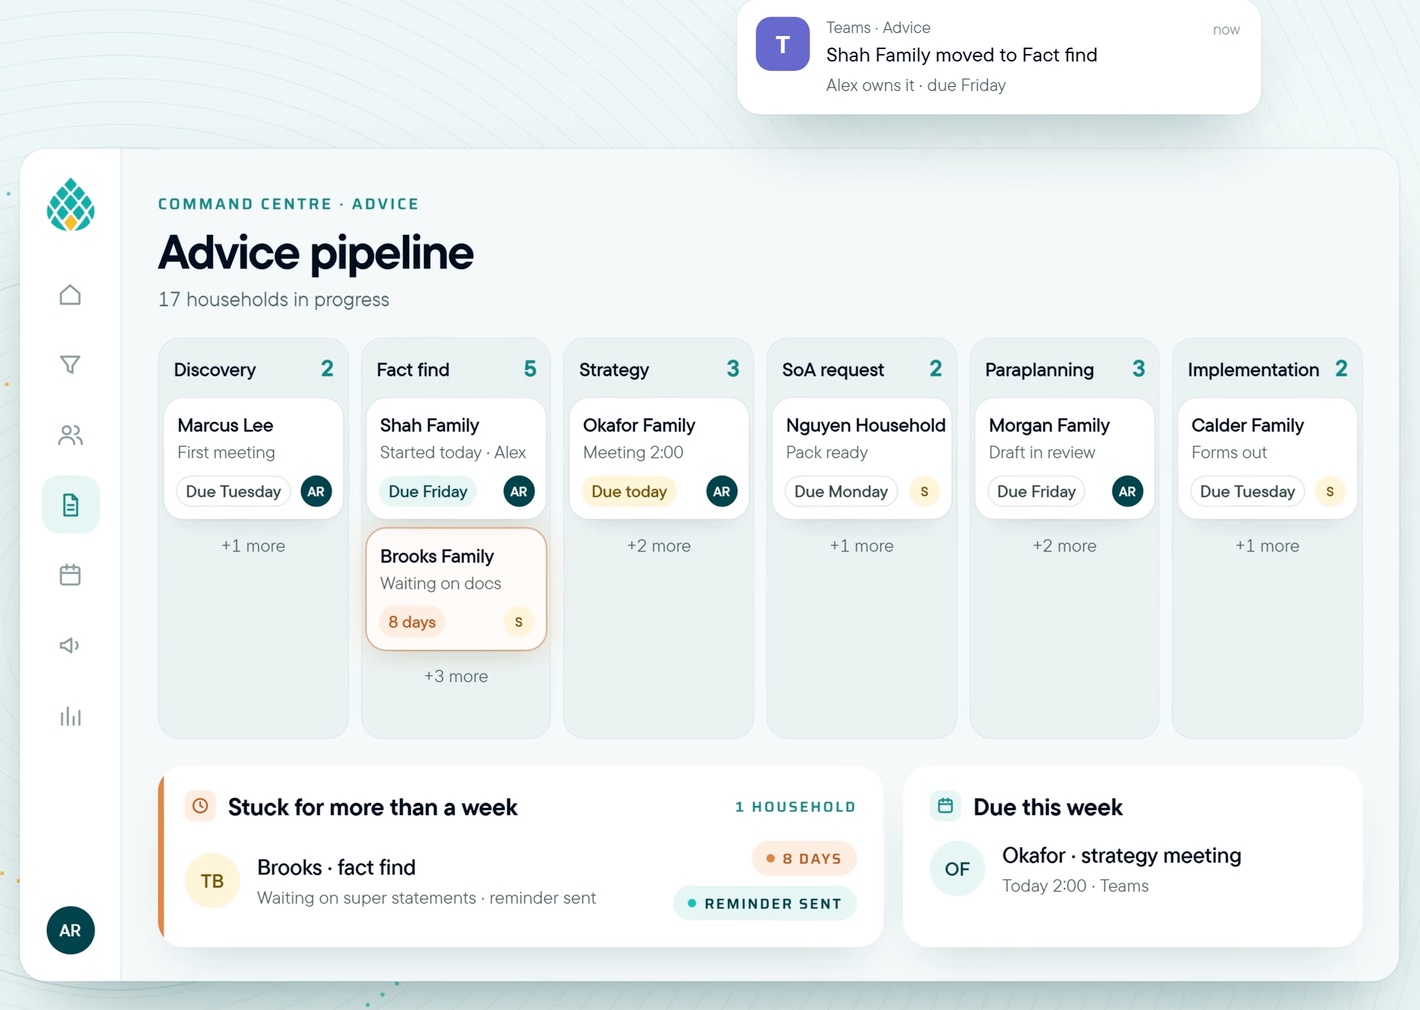 T
Teams · Advice
now
Shah Family moved to Fact find
Alex owns it · due Friday
COMMAND CENTRE · ADVICE
Advice pipeline
17 households in progress
Discovery 2
Marcus Lee
First meeting
Due Tuesday AR
+1 more
Fact find 5
Shah Family
Started today · Alex
Due Friday AR
Brooks Family
Waiting on docs
8 days S
+3 more
Strategy 3
Okafor Family
Meeting 2:00
Due today AR
+2 more
SoA request 2
Nguyen Household
Pack ready
Due Monday S
+1 more
Paraplanning 3
Morgan Family
Draft in review
Due Friday AR
+2 more
Implementation 2
Calder Family
Forms out
Due Tuesday S
+1 more
Stuck for more than a week
1 HOUSEHOLD
TB
Brooks · fact find
Waiting on super statements · reminder sent
8 DAYS
REMINDER SENT
Due this week
OF
Okafor · strategy meeting
Today 2:00 · Teams
AR